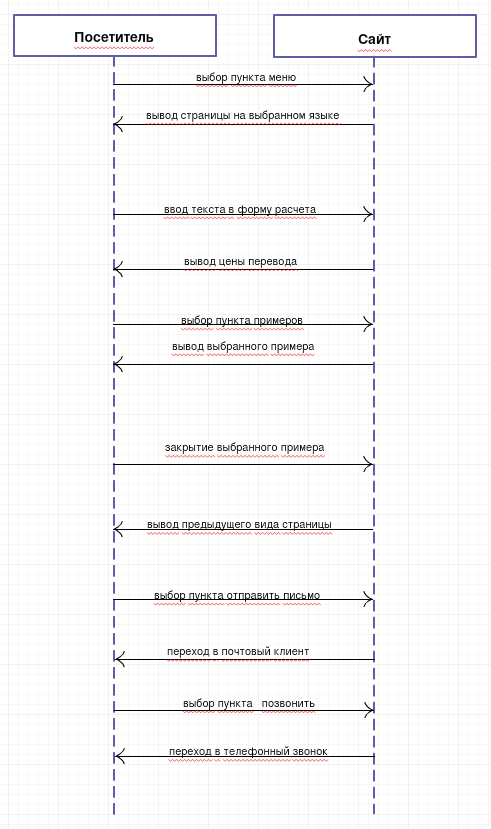 Посетитель
Сайт
выбор пункта меню
вывод страницы на выбранном языке
ввод текста в форму расчета
вывод цены перевода
выбор пункта примеров
вывод выбранного примера
закрытие выбранного примера
вывод предыдущего вида страницы
выбор пункта отправить письмо
переход в почтовый клиент
выбор пункта позвонить
переход в телефонный звонок